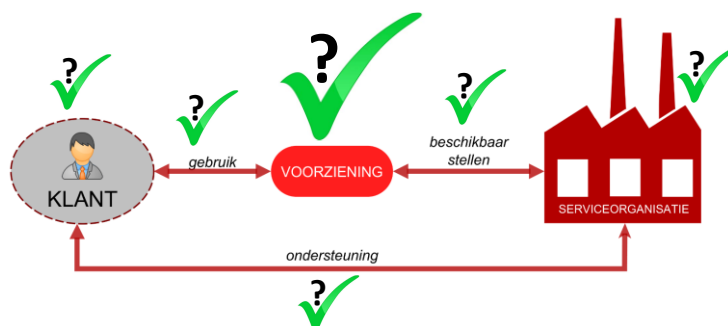 ?
?
?
?
?
?
KLANT
gebruik
VOORZIENING
beschikbaar
stellen
SERVICEORGANISATIE
ondersteuning